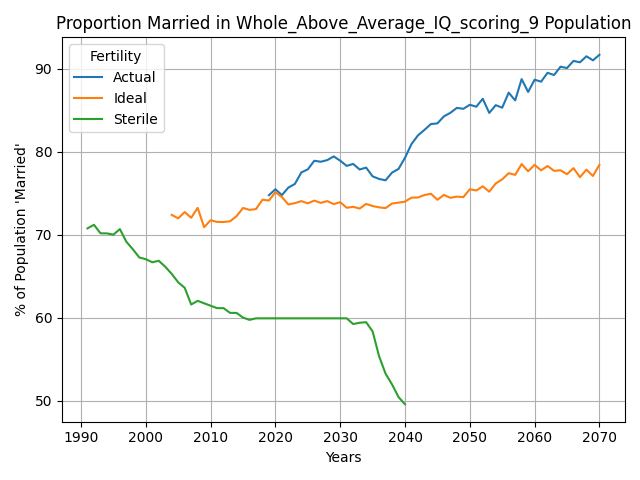 Proportion Married in Whole_Above_Average_IQ_scoring_9 Population
Fertility
Actual
Ideal
Sterile
% of Population 'Married'
90
80
70
60
50
1990 2000 2010 2020 2030 2040 2050 2060 2070
Years